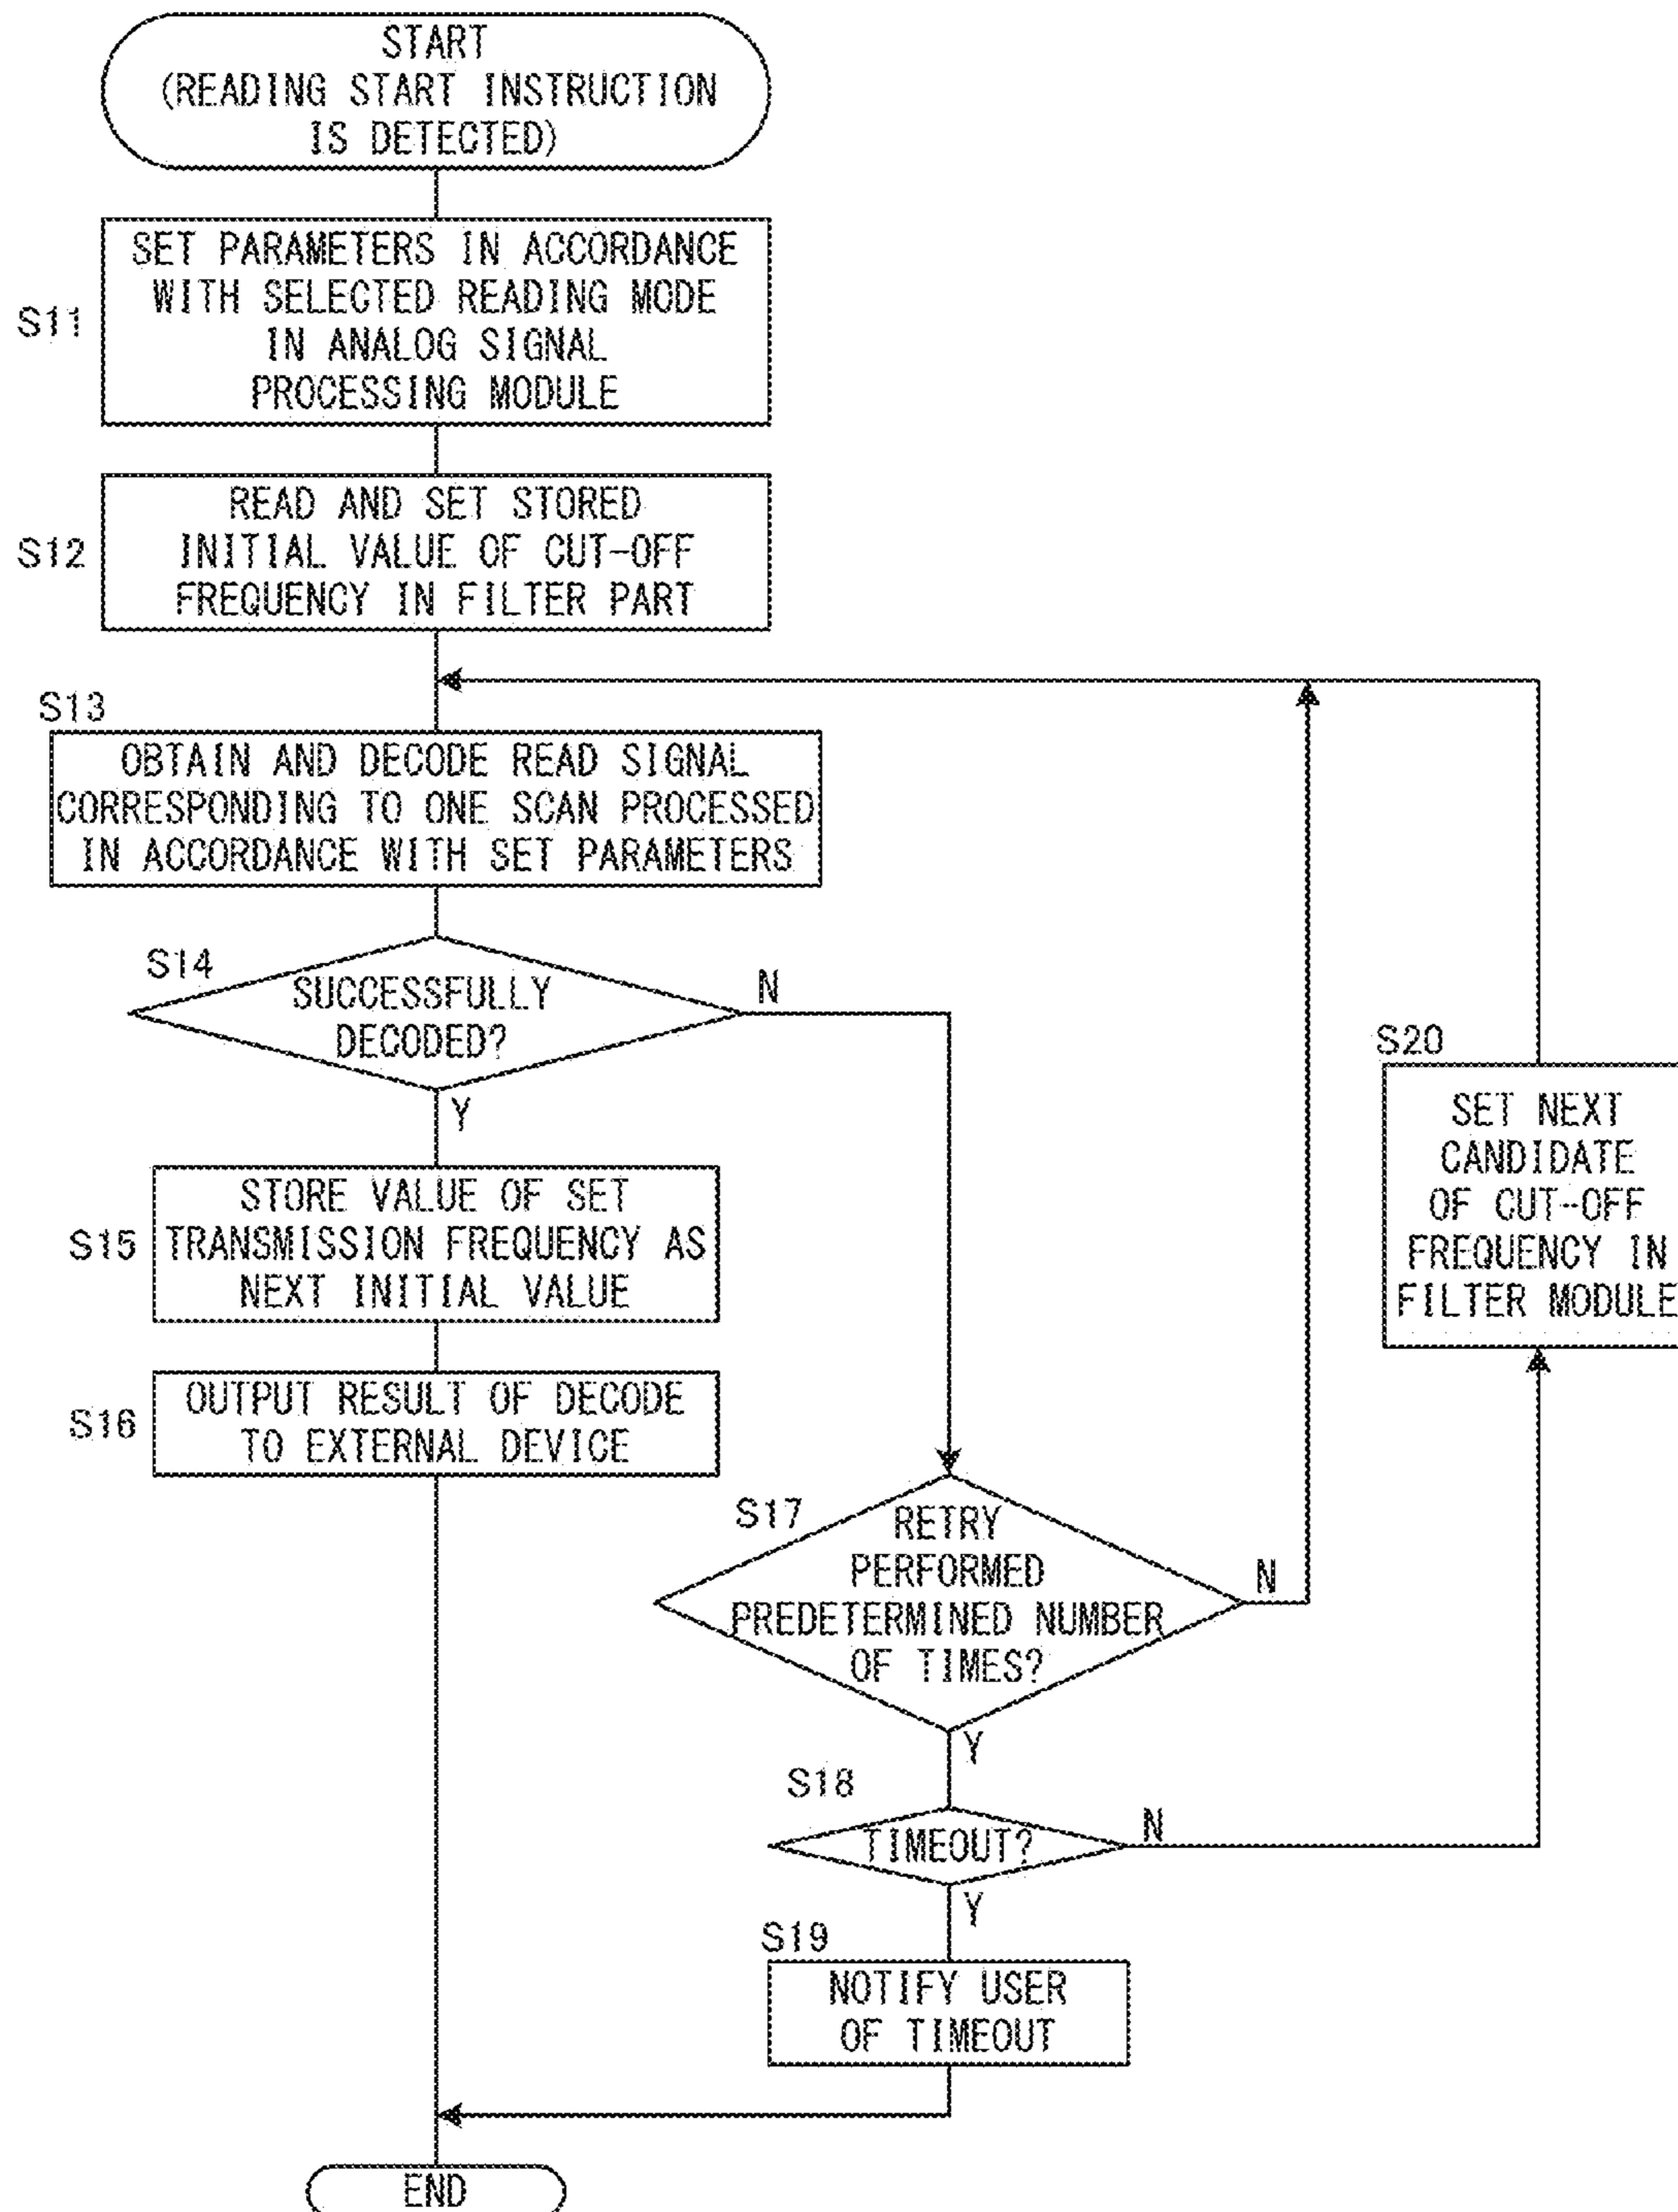 START
(READING START INSTRUCTION
IS DETECTED)
S11
SET PARAMETERS IN ACCORDANCE
WITH SELECTED READING MODE
IN ANALOG SIGNAL
PROCESSING MODULE
S12
READ AND SET STORED
INITIAL VALUE OF CUT-OFF
FREQUENCY IN FILTER PART
S13
OBTAIN AND DECODE READ SIGNAL
CORRESPONDING TO ONE SCAN PROCESSED
IN ACCORDANCE WITH SET PARAMETERS
S14
SUCCESSFULLY
DECODED?
N
Y
S15
STORE VALUE OF SET
TRANSMISSION FREQUENCY AS
NEXT INITIAL VALUE
S16
OUTPUT RESULT OF DECODE
TO EXTERNAL DEVICE
S17
RETRY
PERFORMED
PREDETERMINED NUMBER
OF TIMES?
N
Y
S18
TIMEOUT?
N
Y
S19
NOTIFY USER
OF TIMEOUT
S20
SET NEXT
CANDIDATE
OF CUT-OFF
FREQUENCY IN
FILTER MODULE
END